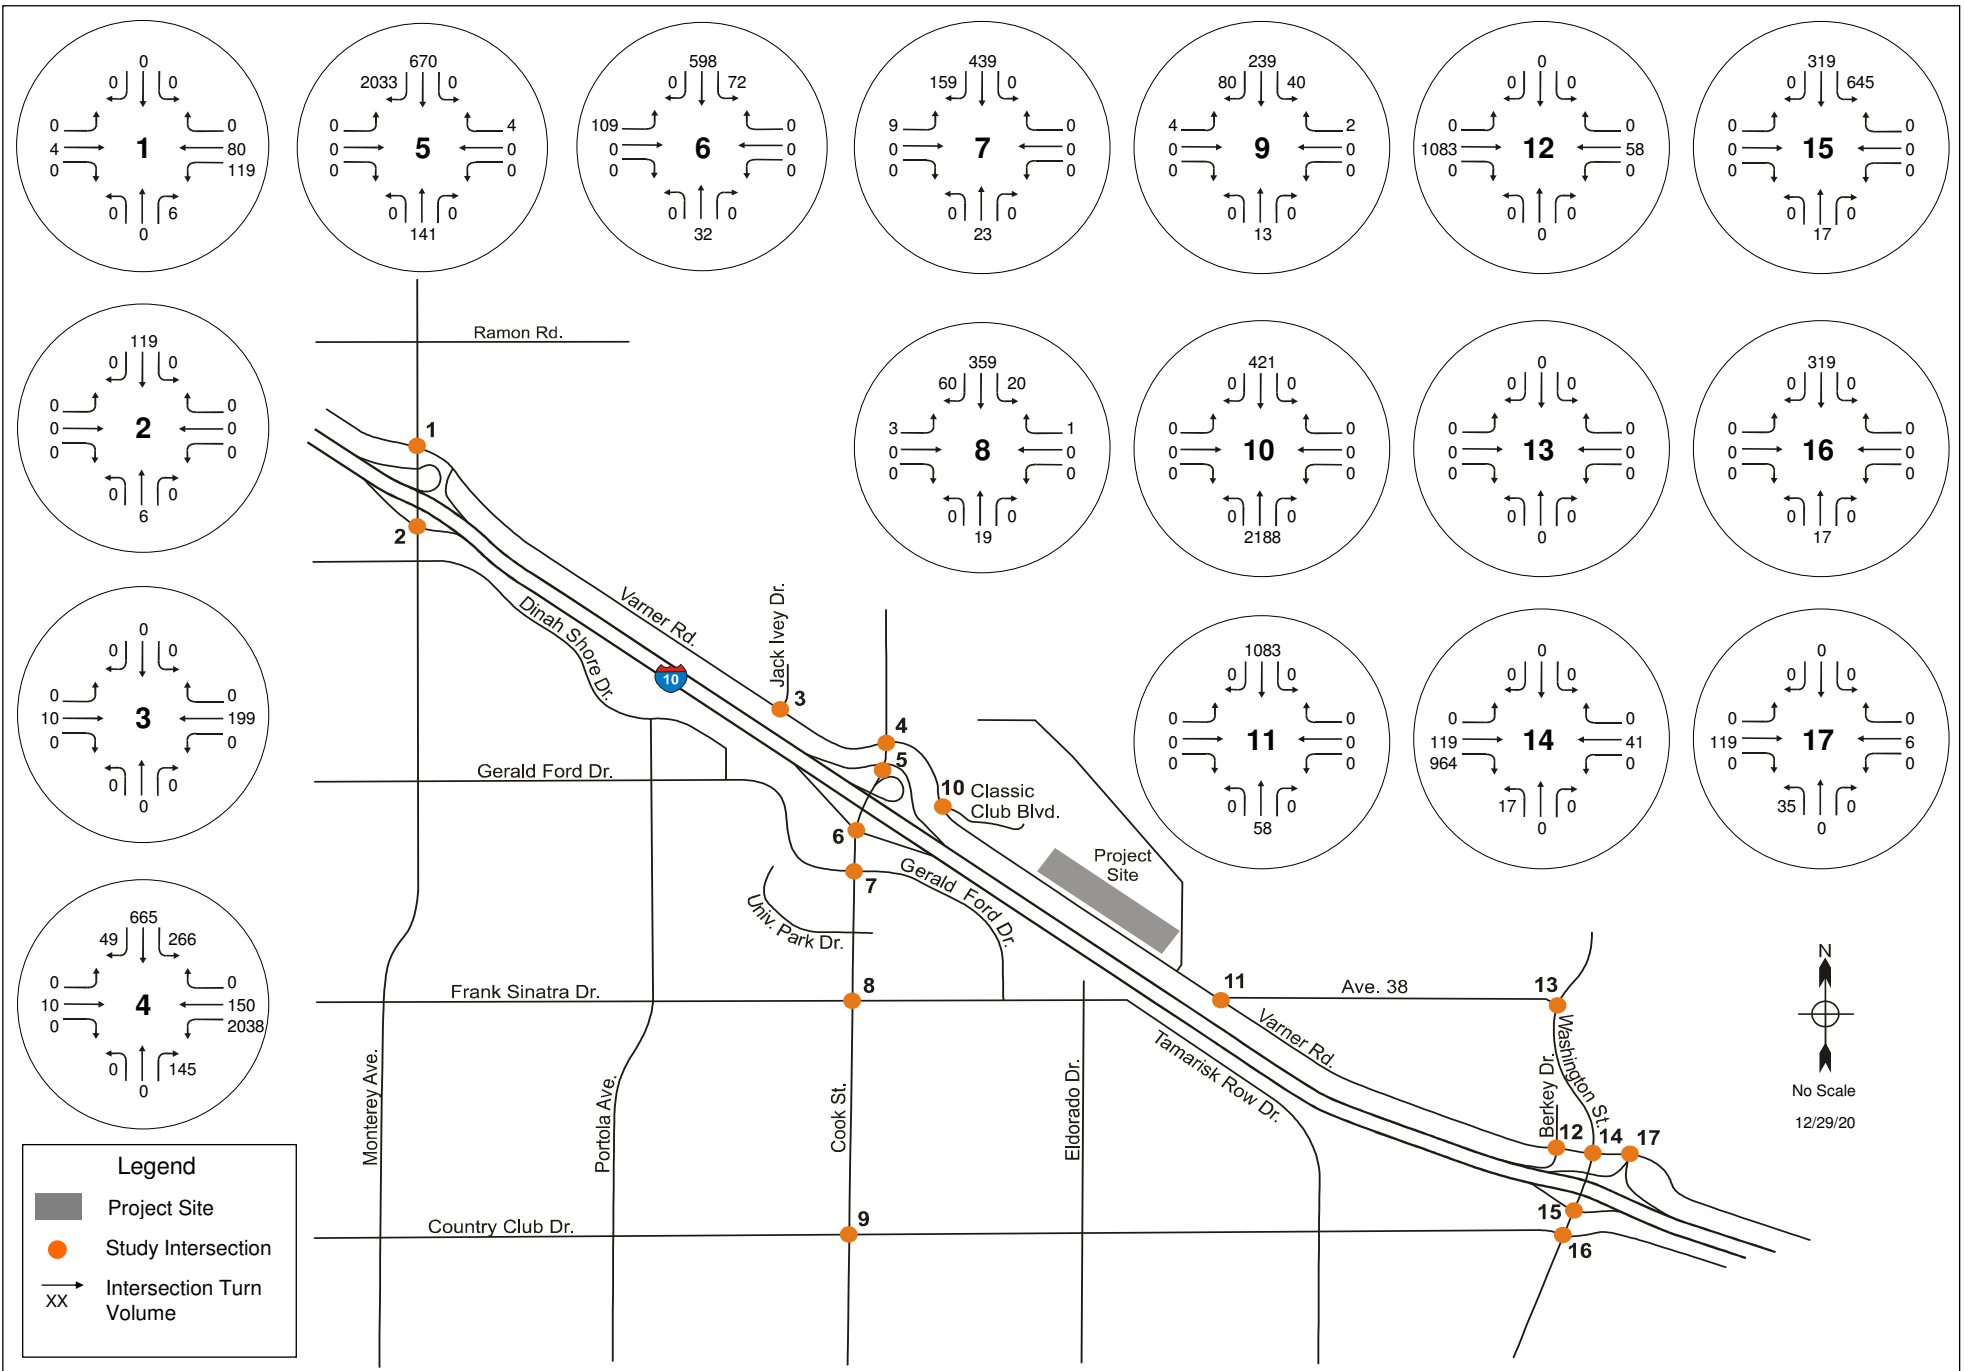 0
0 0
0 0
4 1 80
0 119
0 6
0
670
2033 0
0 4
0 5 0
0 0
0 0
141
598
0 72
109 0
0 6 0
0 0
0 0
32
439
159 0
9 0
0 7 0
0 0
0 0
23
239
80 40
4 2
0 9 0
0 0
0 0
13
0
0 0
0 0
1083 12 58
0 0
0 0
0
319
0 645
0 0
0 15 0
0 0
0 0
17
119
0 0
0 0
0 2 0
0 0
0 0
6
359
60 20
3 1
0 8 0
0 0
0 0
19
421
0 0
0 0
0 10 0
0 0
0 0
2188
0
0 0
0 0
0 13 0
0 0
0 0
0
319
0 0
0 0
0 16 0
0 0
0 0
17
0
0 0
0 0
10 3 199
0 0
0 0
0
1083
0 0
0 0
0 11 0
0 0
0 0
58
0
0 0
0 0
119 14 41
964 0
17 0
0
0
0 0
0 0
119 17 6
0 0
35 0
0
665
49 266
0 0
10 4 150
0 2038
0 145
0
Ramon Rd.
1
2
Varner Rd.
Dinah Shore Dr.
10
Jack Ivey Dr.
3
4
5
Gerald Ford Dr.
10
Classic
Club Blvd.
6
7
Gerald Ford Dr.
Project
Site
Univ. Park Dr.
Frank Sinatra Dr.
8
11
Ave. 38
13
Varner Rd.
Washington St.
Tamarisk Row Dr.
Berkey Dr.
Monterey Ave.
Portola Ave.
Cook St.
Eldorado Dr.
12
14
17
15
16
Country Club Dr.
9
N
No Scale
12/29/20
Legend
Project Site
Study Intersection
XX
Intersection Turn
Volume